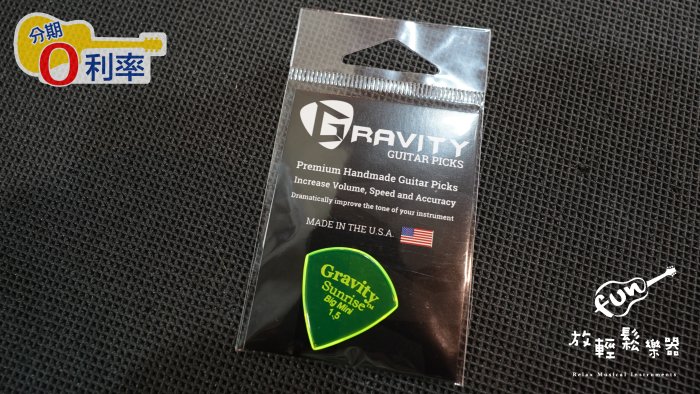 分期
0利率
GRAVITY
GUITAR PICKS
Premium Handmade Guitar Picks
Increase Volume, Speed and Accuracy
Dramatically improve the tone of your instrument
MADE IN THE U.S.A.
Gravity
Sunrise™
Big Mini
1.5
fun
放輕鬆樂器
Relax Musical Instruments